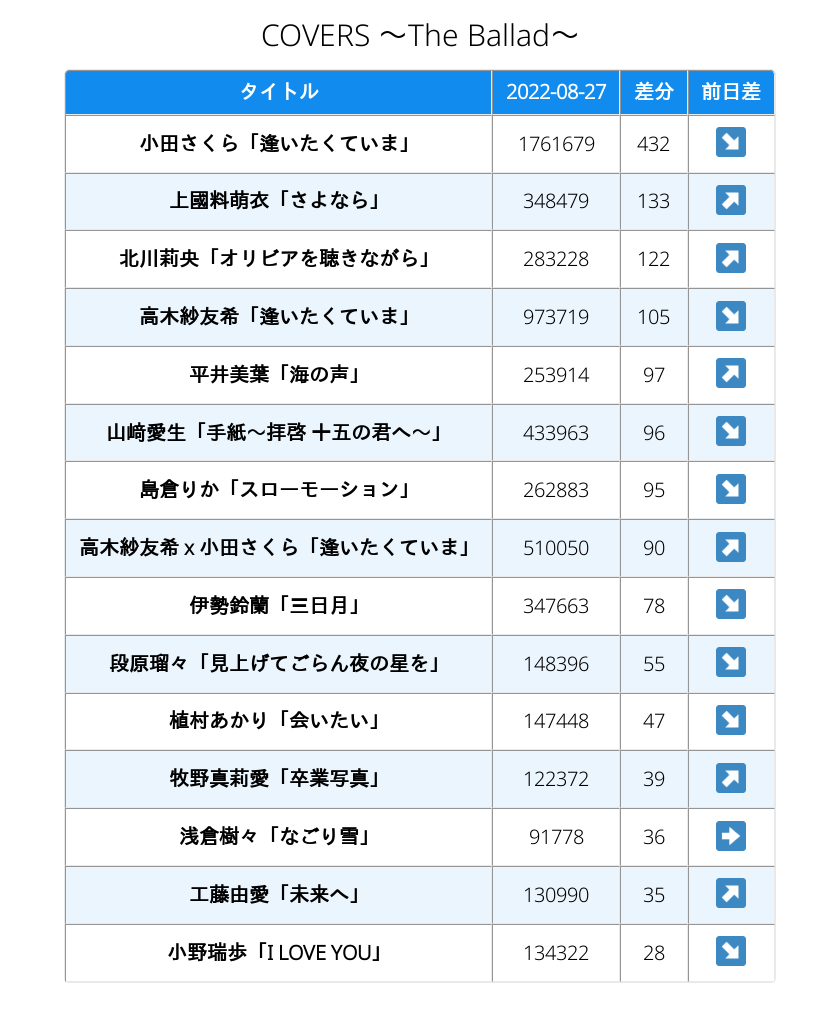 COVERS ～The Ballad～
タイトル 2022-08-27 差分 前日差
小田さくら「逢いたくていま」 1761679 432 ↘
上國料萌衣「さよなら」 348479 133 ↗
北川莉央「オリビアを聴きながら」 283228 122 ↗
高木紗友希「逢いたくていま」 973719 105 ↘
平井美葉「海の声」 253914 97 ↗
山﨑愛生「手紙～拝啓 十五の君へ～」 433963 96 ↘
島倉りか「スローモーション」 262883 95 ↘
高木紗友希 x 小田さくら「逢いたくていま」 510050 90 ↗
伊勢鈴蘭「三日月」 347663 78 ↘
段原瑠々「見上げてごらん夜の星を」 148396 55 ↘
植村あかり「会いたい」 147448 47 ↘
牧野真莉愛「卒業写真」 122372 39 ↗
浅倉樹々「なごり雪」 91778 36 ➡
工藤由愛「未来へ」 130990 35 ↗
小野瑞歩「I LOVE YOU」 134322 28 ↘